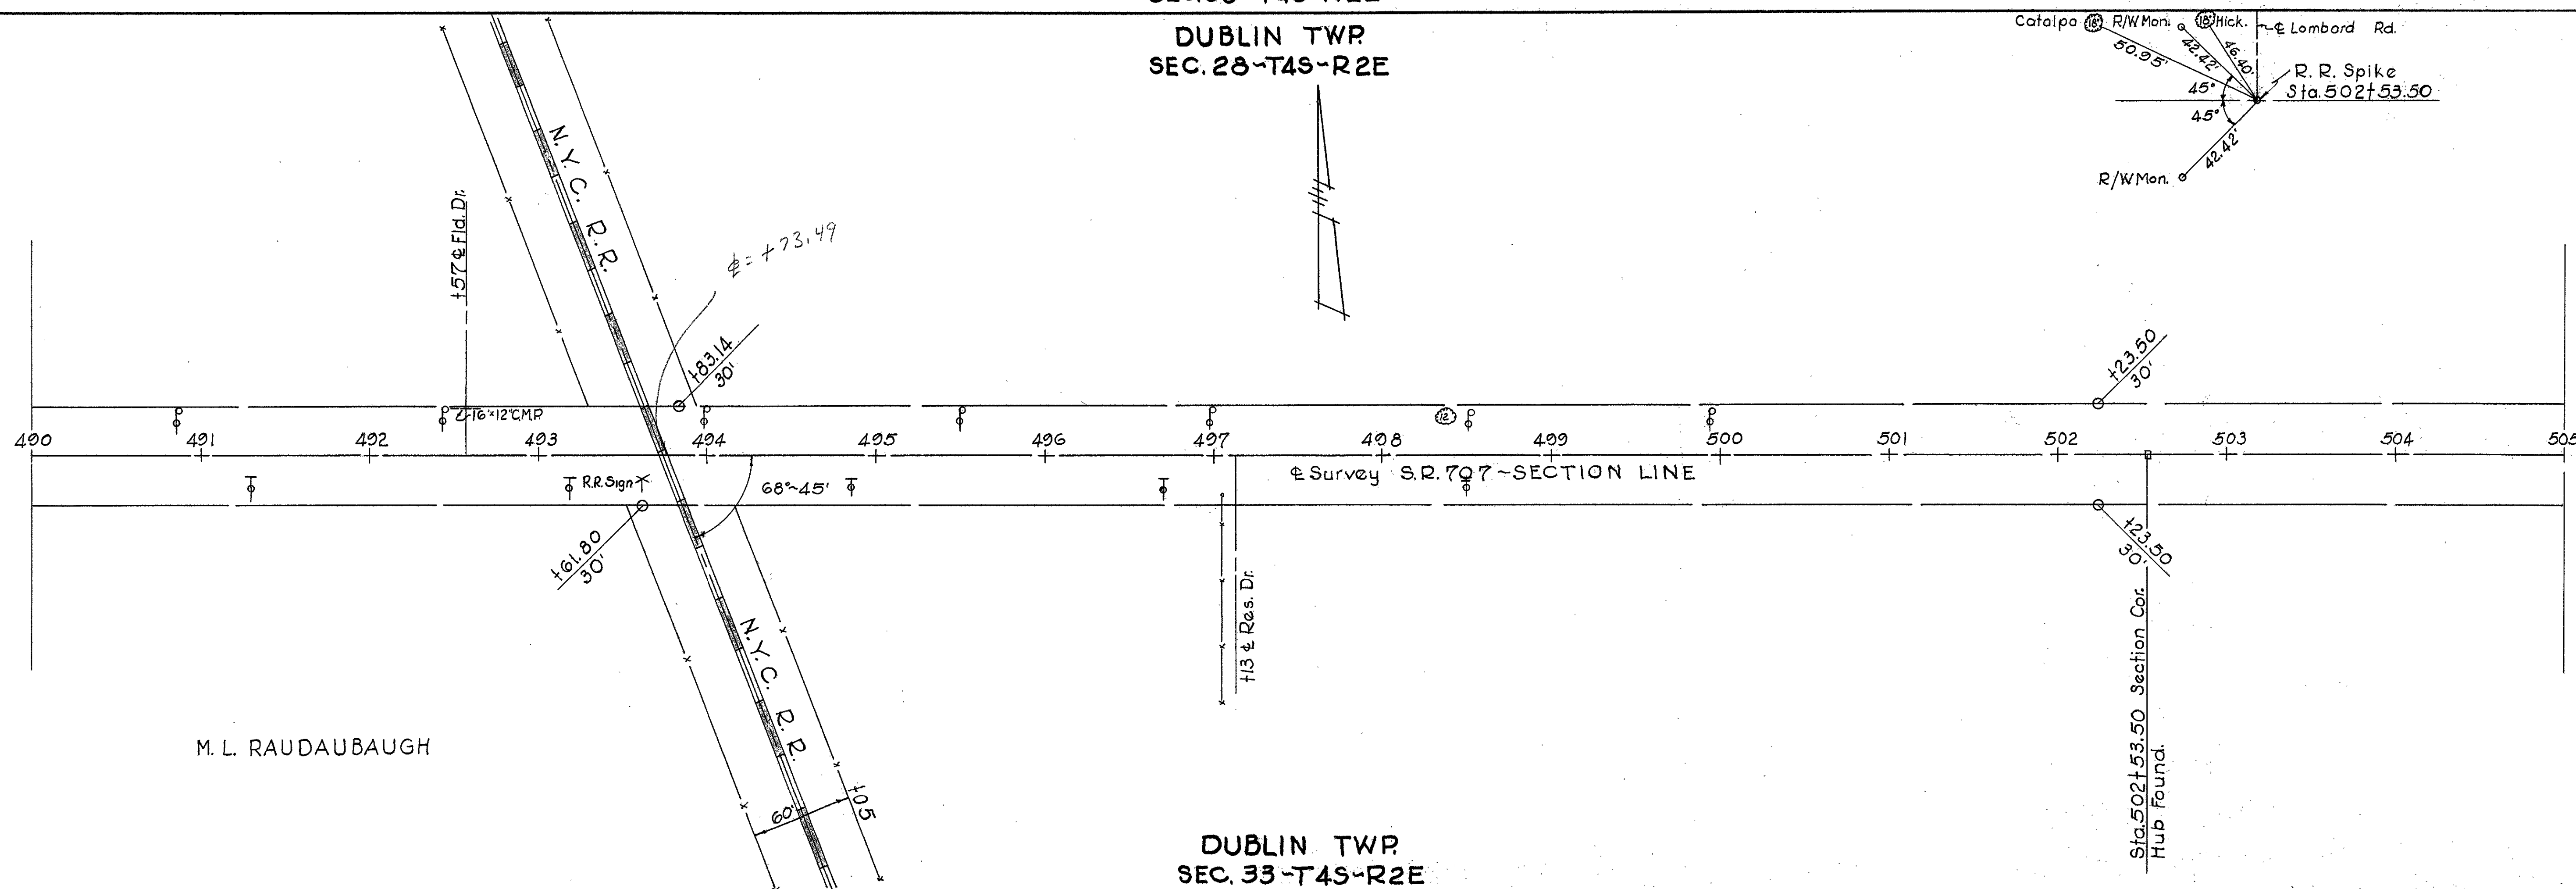 DUBLIN TWP.
SEC. 28~T4S~R2E
Catalpa 18" R/W Mon. 18" Hick. ℄ Lombard Rd.
50.95'
42.42'
46.40'
R. R. Spike
Sta. 502+53.50
45°
45°
42.42'
R/W Mon.
N.Y.C. R.R.
+57 ℄ Fld. Dr.
℄ = +73.49
+83.14
30'
+23.50
30'
16'x12" C.M.P.
12"
490 491 492 493 494 495 496 497 498 499 500 501 502 503 504 505
℄ Survey S.R. 707~SECTION LINE
R.R. Sign
68°~45'
+61.80
30'
+23.50
30'
+13 ℄ Res. Dr.
N.Y.C. R.R.
Sta. 502+53.50 Section Cor.
Hub Found.
M. L. RAUDAUBAUGH
60'
+05
DUBLIN TWP.
SEC. 33~T4S~R2E